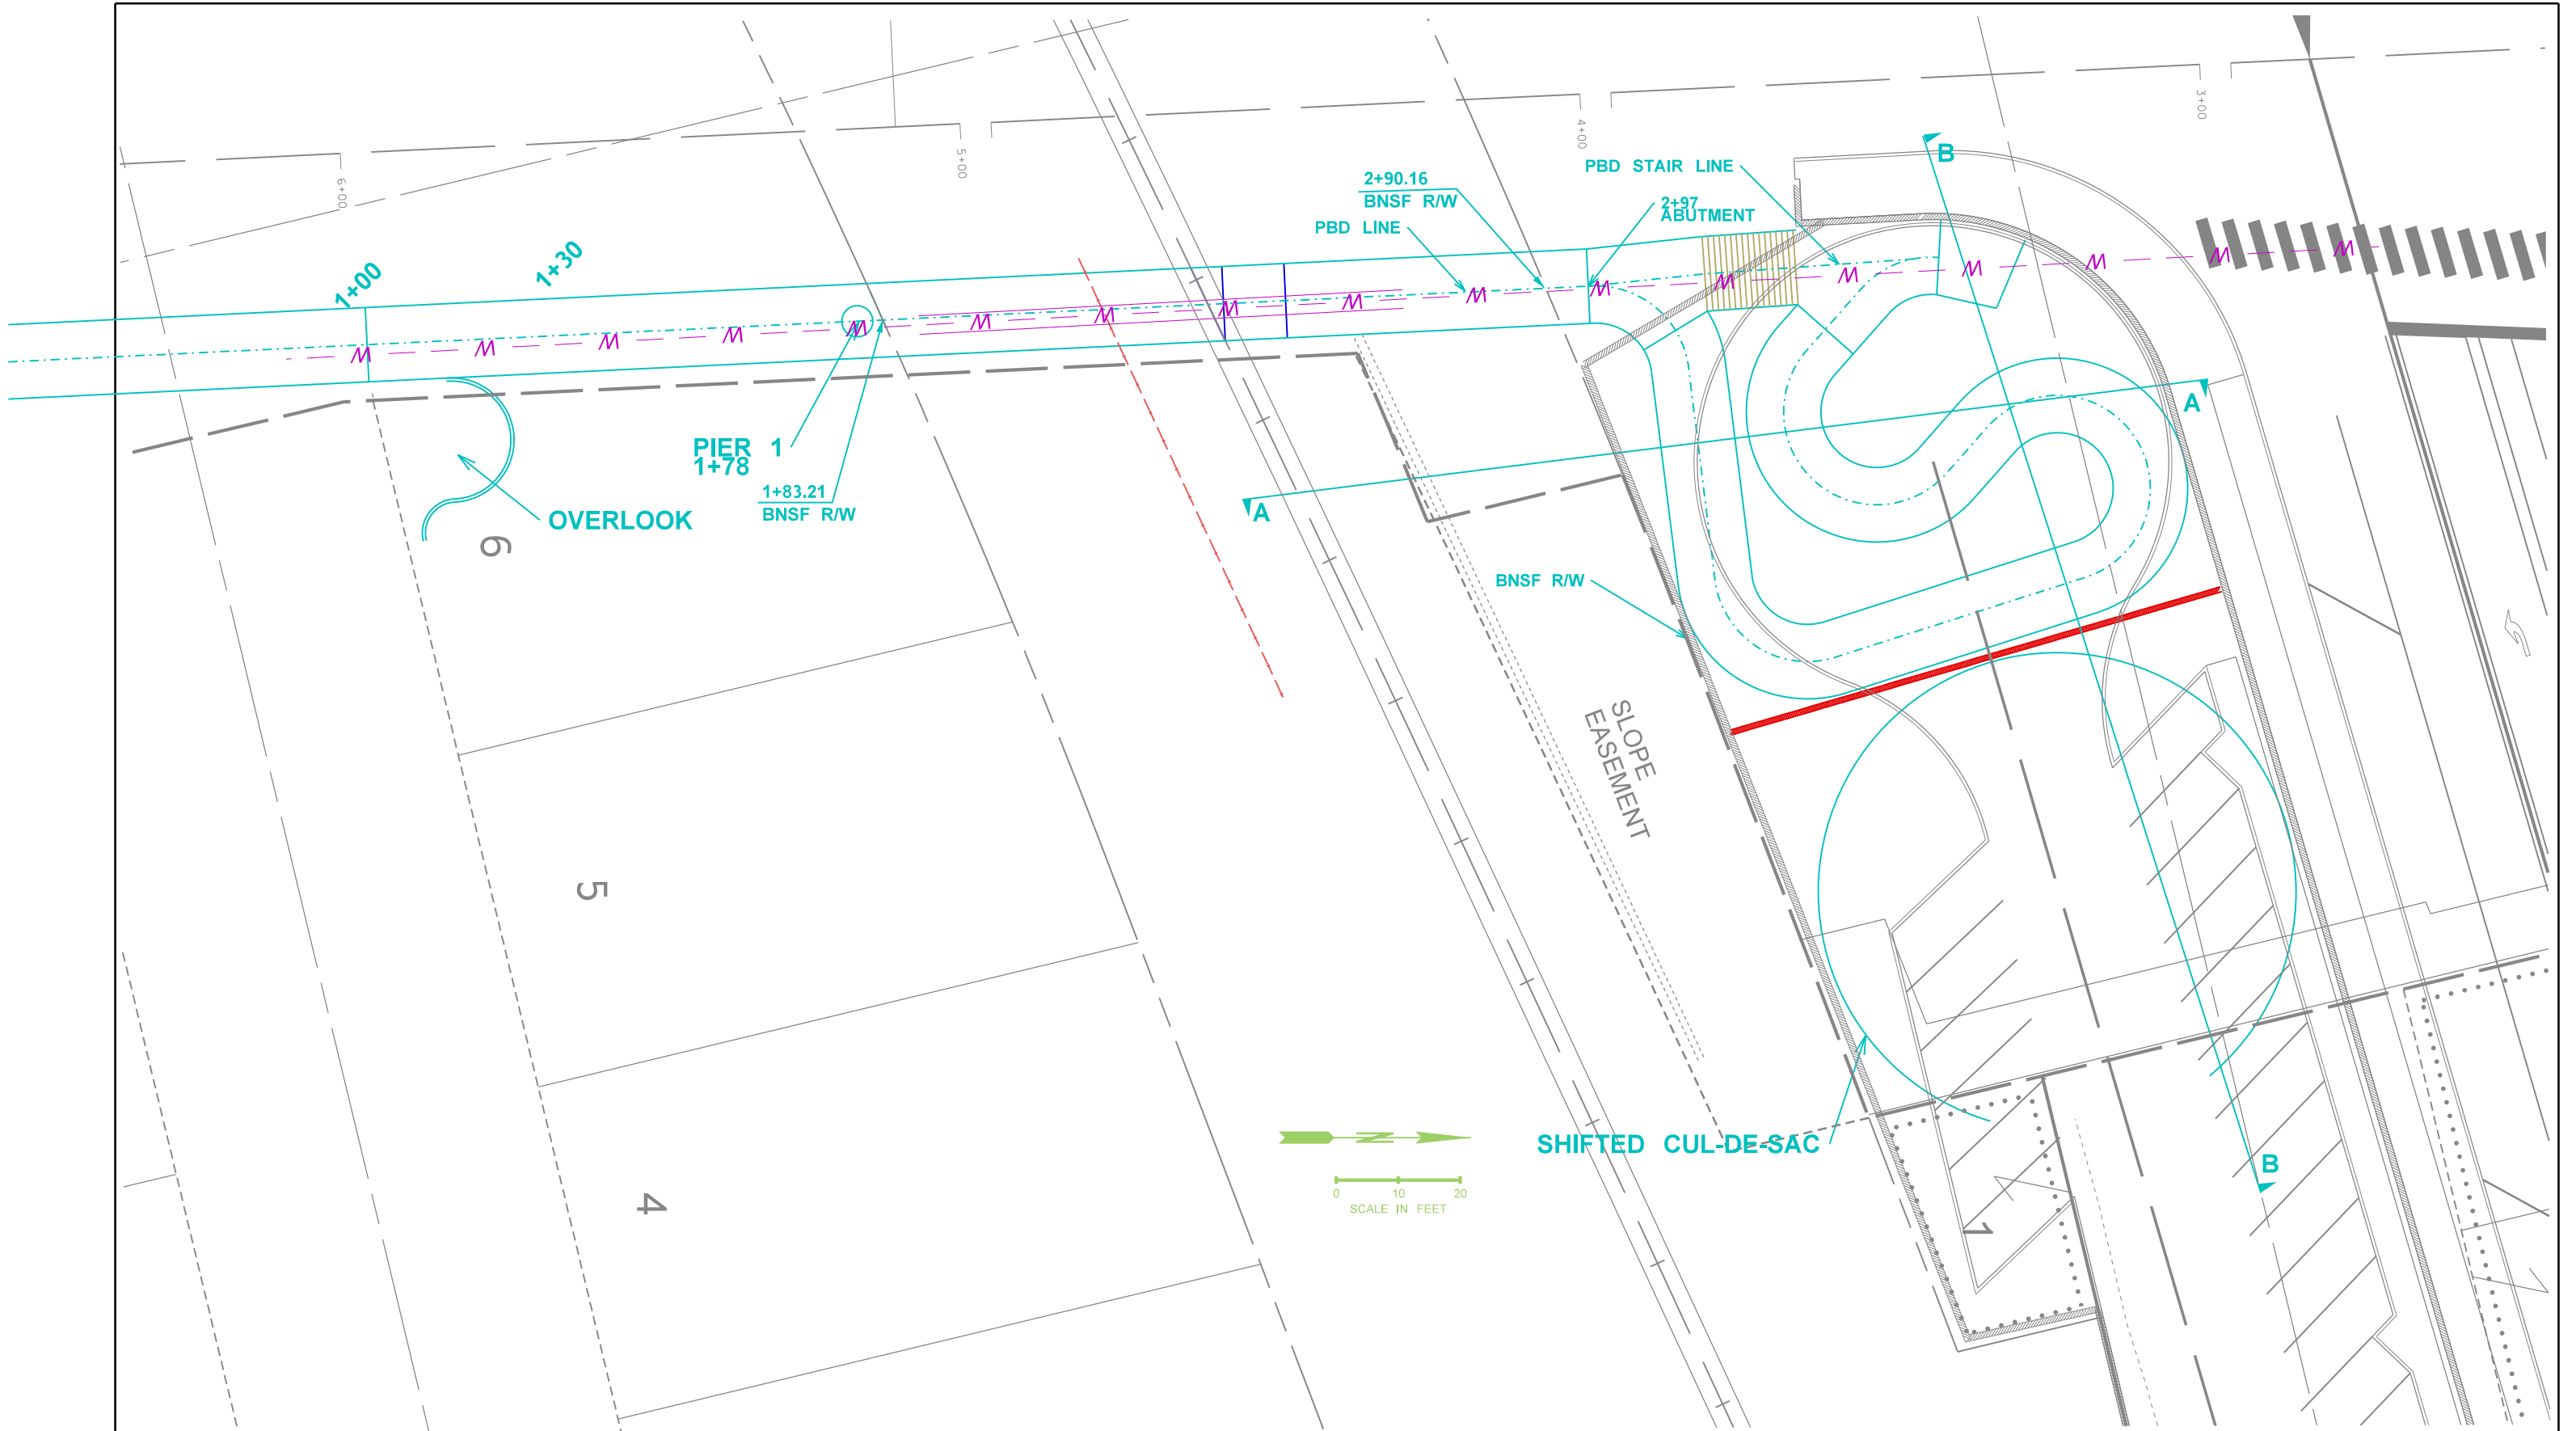 3+00
4+00
5+00
6+00
B
PBD STAIR LINE
2+90.16
BNSF R/W
2+97
ABUTMENT
PBD LINE
1+30
1+00
W W W W W W W W W W W W W W W W W
A
PIER 1
1+78
1+83.21
BNSF R/W
A
OVERLOOK
6
BNSF R/W
SLOPE
EASEMENT
5
N
SHIFTED CUL-DE-SAC
B
4
1
0 10 20
SCALE IN FEET